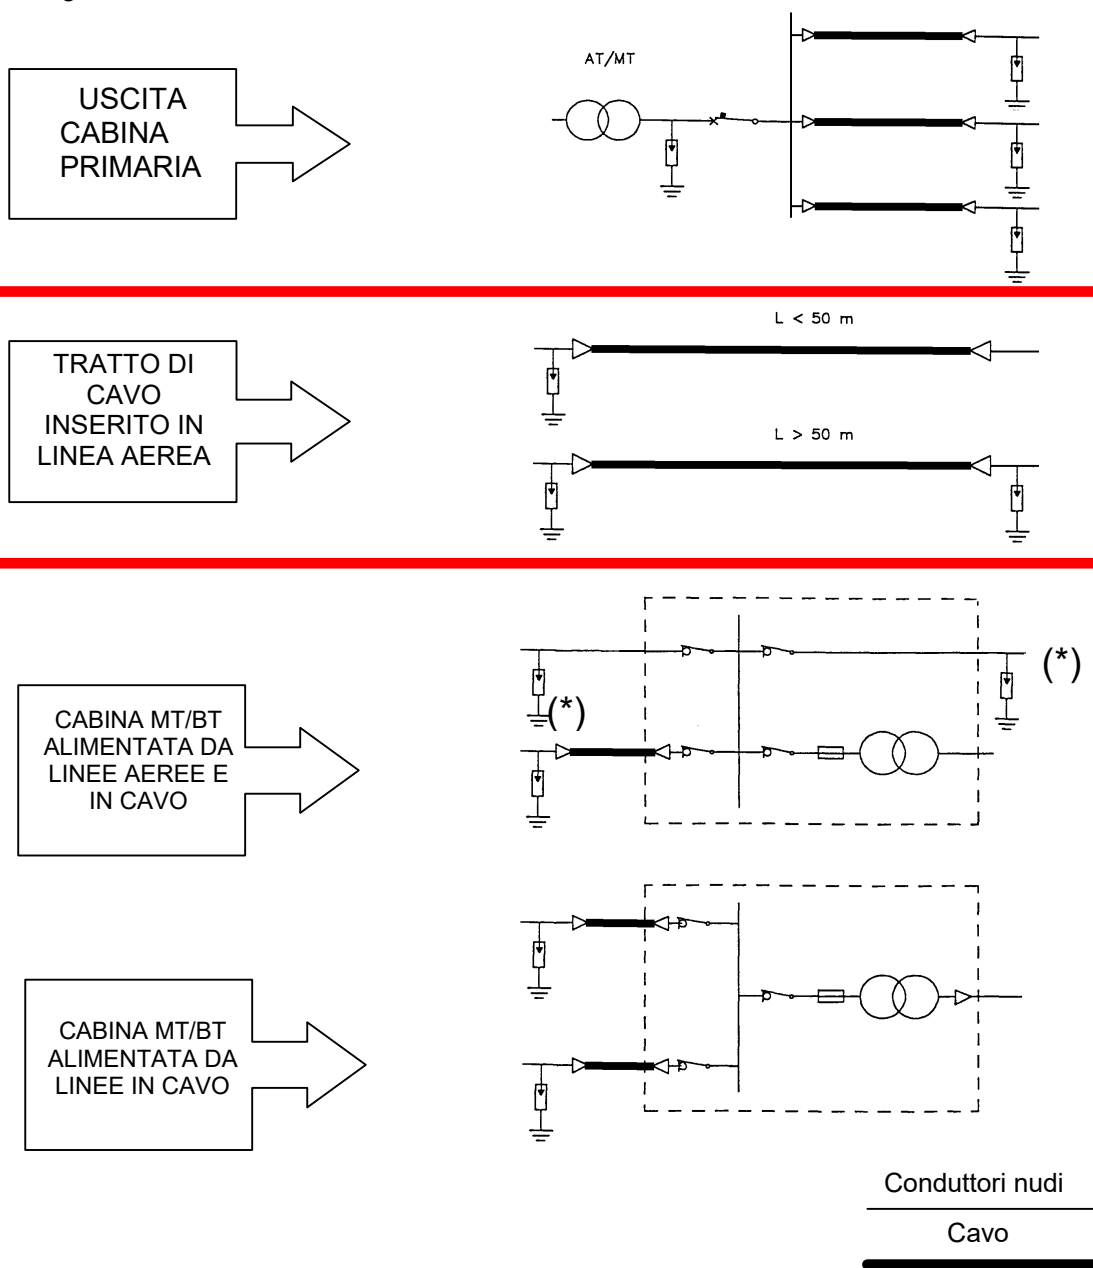 USCITA
CABINA
PRIMARIA
AT/MT
TRATTO DI
CAVO
INSERITO IN
LINEA AEREA
L < 50 m
L > 50 m
CABINA MT/BT
ALIMENTATA DA
LINEE AEREE E
IN CAVO
(*)
(*)
CABINA MT/BT
ALIMENTATA DA
LINEE IN CAVO
Conduttori nudi
Cavo